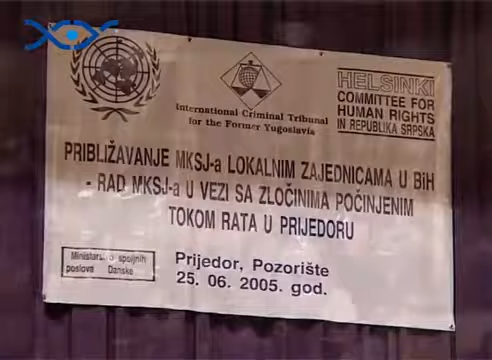 International Criminal Tribunal
for the Former Yugoslavia
HELSINKI
COMMITTEE FOR
HUMAN RIGHTS
IN REPUBLIKA SRPSKA
PRIBLIŽAVANJE MKSJ-a LOKALNIM ZAJEDNICAMA U BiH
- RAD MKSJ-a U VEZI SA ZLOČINIMA POČINJENIM
TOKOM RATA U PRIJEDORU
Ministarstvo spoljnih
poslova Danske
Prijedor, Pozorište
25. 06. 2005. god.